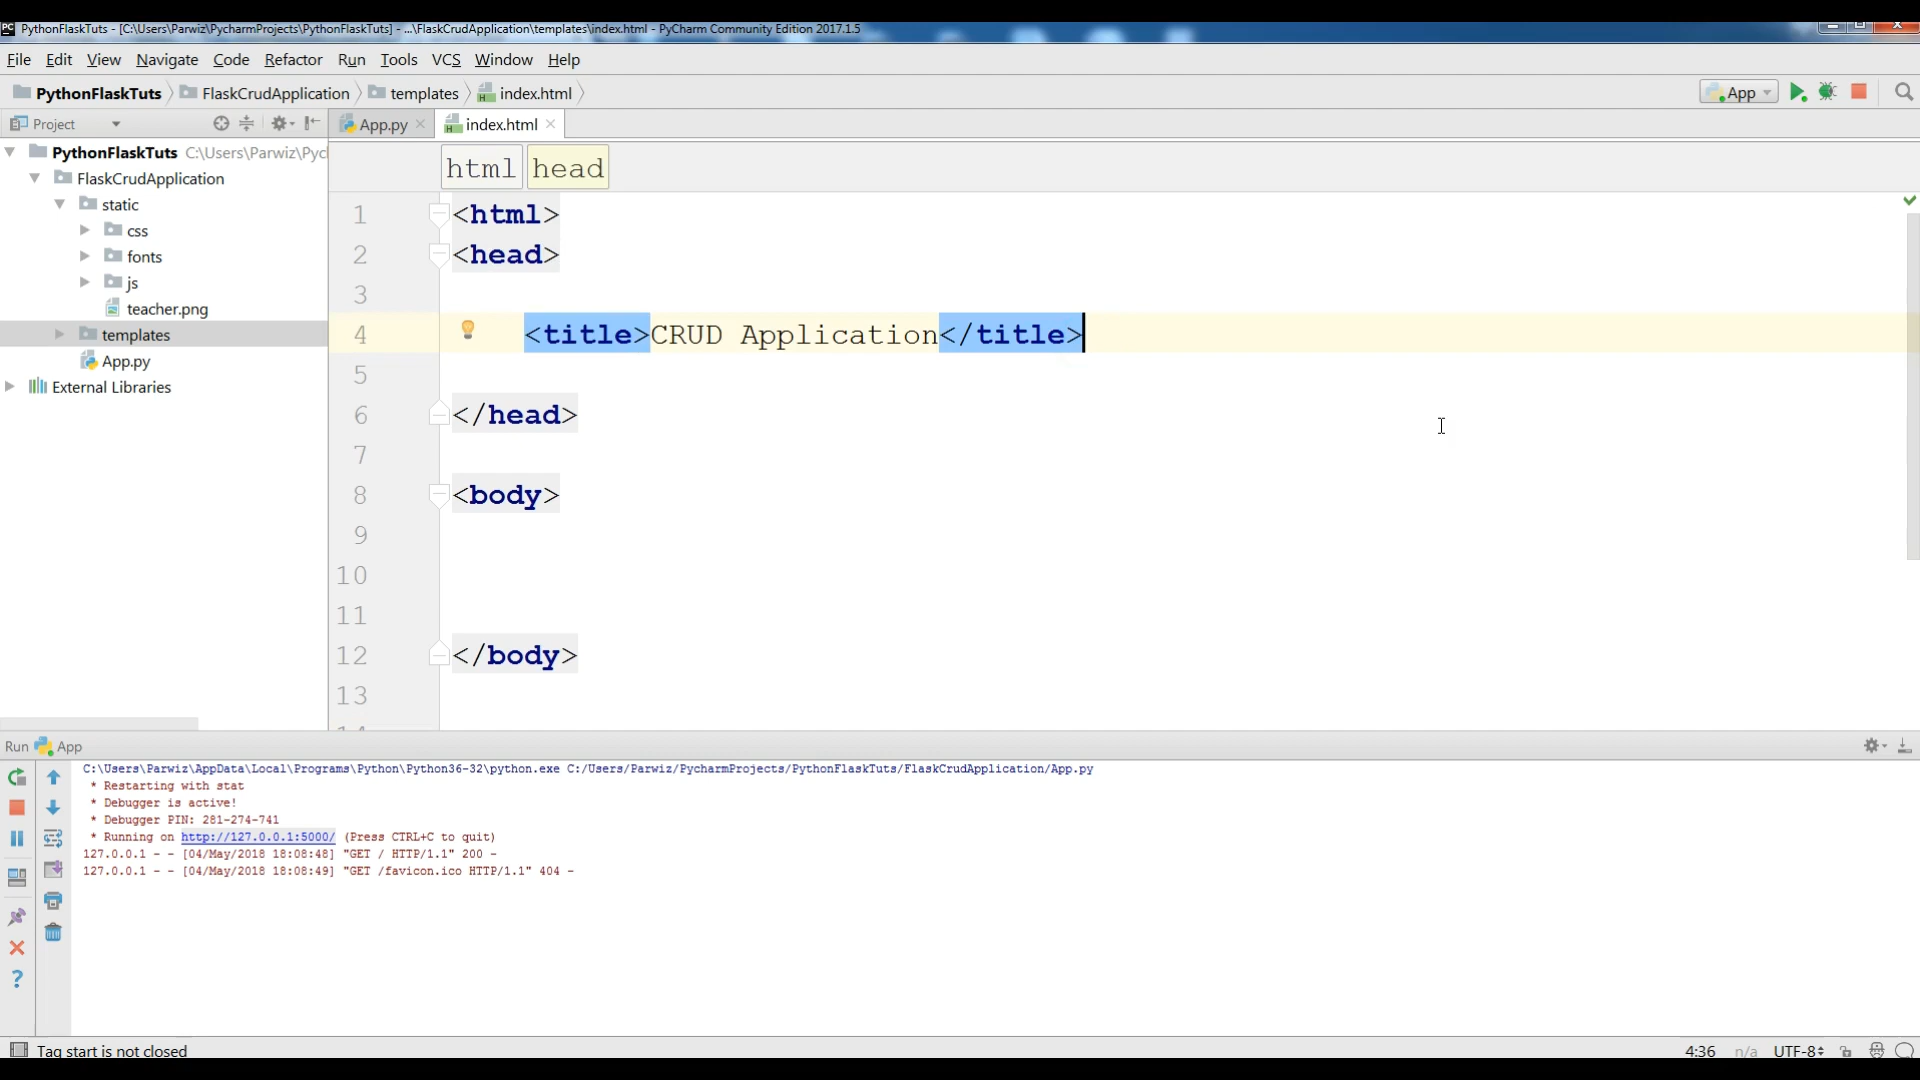 PythonFlaskTuts - [C:\Users\Parwiz\PycharmProjects\PythonFlaskTuts] - ...\FlaskCrudApplication\templates\index.html - PyCharm Community Edition 2017.1.5
File Edit View Navigate Code Refactor Run Tools VCS Window Help
PythonFlaskTuts FlaskCrudApplication templates index.html App
Project App.py index.html
PythonFlaskTuts C:\Users\Parwiz\Pycl
FlaskCrudApplication
static
css
fonts
js
teacher.png
templates
App.py
External Libraries
html head
1 <html>
2 <head>
3
4 <title>CRUD Application</title>
5
6 </head>
7
8 <body>
9
10
11
12 </body>
13
Run App
C:\Users\Parwiz\AppData\Local\Programs\Python\Python36-32\python.exe C:/Users/Parwiz/PycharmProjects/PythonFlaskTuts/FlaskCrudApplication/App.py
* Restarting with stat
* Debugger is active!
* Debugger PIN: 281-274-741
* Running on http://127.0.0.1:5000/ (Press CTRL+C to quit)
127.0.0.1 - - [04/May/2018 18:08:48] "GET / HTTP/1.1" 200 -
127.0.0.1 - - [04/May/2018 18:08:49] "GET /favicon.ico HTTP/1.1" 404 -
Tag start is not closed 4:36 n/a UTF-8